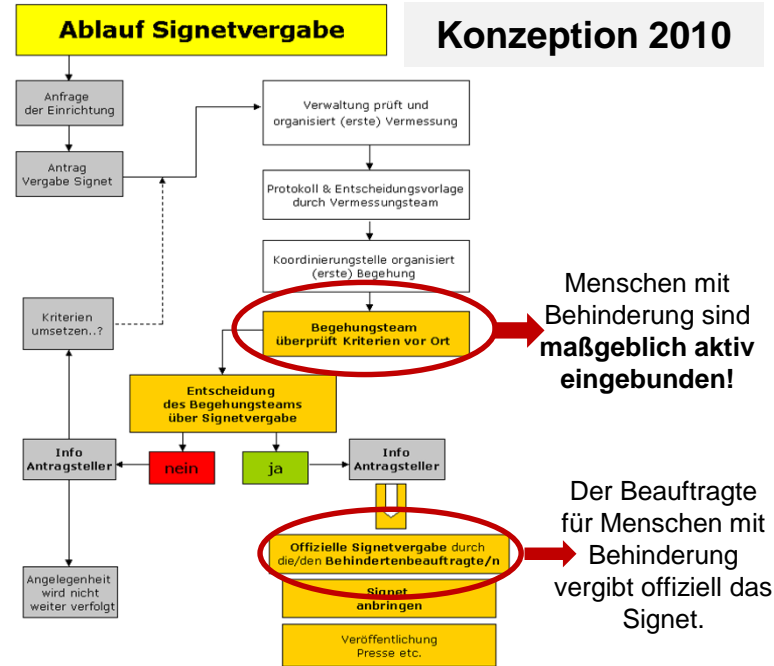 Ablauf Signetvergabe
Konzeption 2010
Anfrage
der Einrichtung
Antrag
Vergabe Signet
Verwaltung prüft und
organisiert (erste) Vermessung
Protokoll & Entscheidungsvorlage
durch Vermessungsteam
Koordinierungstelle organisiert
(erste) Begehung
Kriterien
umsetzen..?
Begehungsteam
überprüft Kriterien vor Ort
Menschen mit
Behinderung sind
maßgeblich aktiv
eingebunden!
Entscheidung
des Begehungsteams
über Signetvergabe
Info
Antragsteller
nein
ja
Info
Antragsteller
Offizielle Signetvergabe durch
die/den Behindertenbeauftragte/n
Der Beauftragte
für Menschen mit
Behinderung
vergibt offiziell das
Signet.
Angelegenheit
wird nicht
weiter verfolgt
Signet
anbringen
Veröffentlichung
Presse etc.